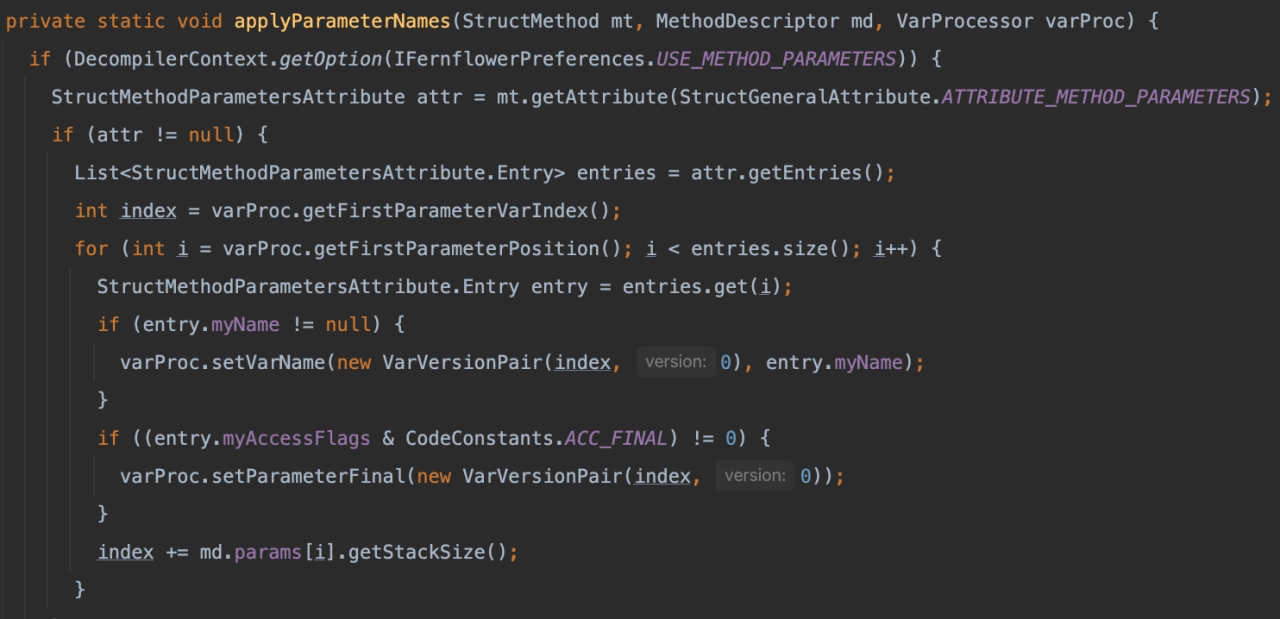 private static void applyParameterNames(StructMethod mt, MethodDescriptor md, VarProcessor varProc) {
if (DecompilerContext.getOption(IFernflowerPreferences.USE_METHOD_PARAMETERS)) {
StructMethodParametersAttribute attr = mt.getAttribute(StructGeneralAttribute.ATTRIBUTE_METHOD_PARAMETERS);
if (attr != null) {
List<StructMethodParametersAttribute.Entry> entries = attr.getEntries();
int index = varProc.getFirstParameterVarIndex();
for (int i = varProc.getFirstParameterPosition(); i < entries.size(); i++) {
StructMethodParametersAttribute.Entry entry = entries.get(i);
if (entry.myName != null) {
varProc.setVarName(new VarVersionPair(index, version: 0), entry.myName);
}
if ((entry.myAccessFlags & CodeConstants.ACC_FINAL) != 0) {
varProc.setParameterFinal(new VarVersionPair(index, version: 0));
}
index += md.params[i].getStackSize();
}